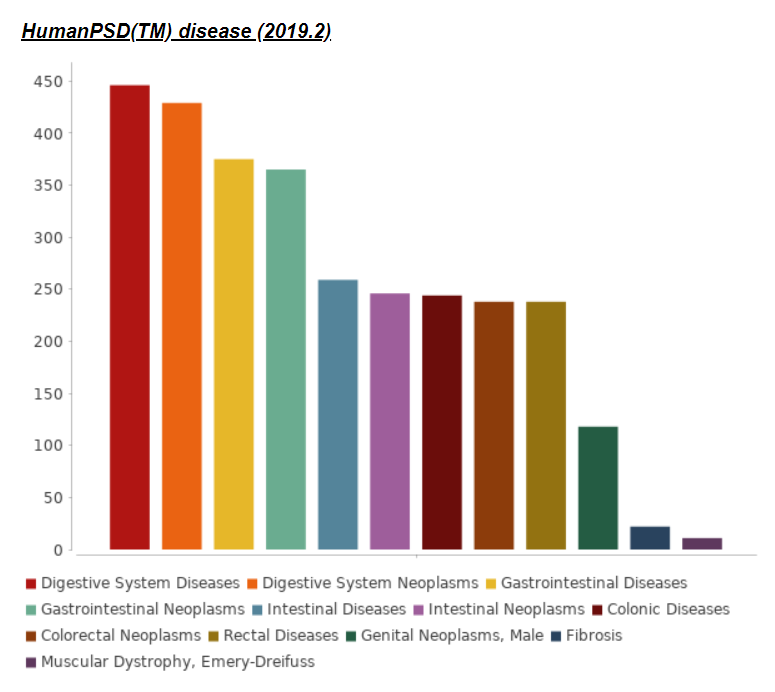 HumanPSD(TM) disease (2019.2)
450
400
350
300
250
200
150
100
50
0
Digestive System Diseases Digestive System Neoplasms Gastrointestinal Diseases
Gastrointestinal Neoplasms Intestinal Diseases Intestinal Neoplasms Colonic Diseases
Colorectal Neoplasms Rectal Diseases Genital Neoplasms, Male Fibrosis
Muscular Dystrophy, Emery-Dreifuss